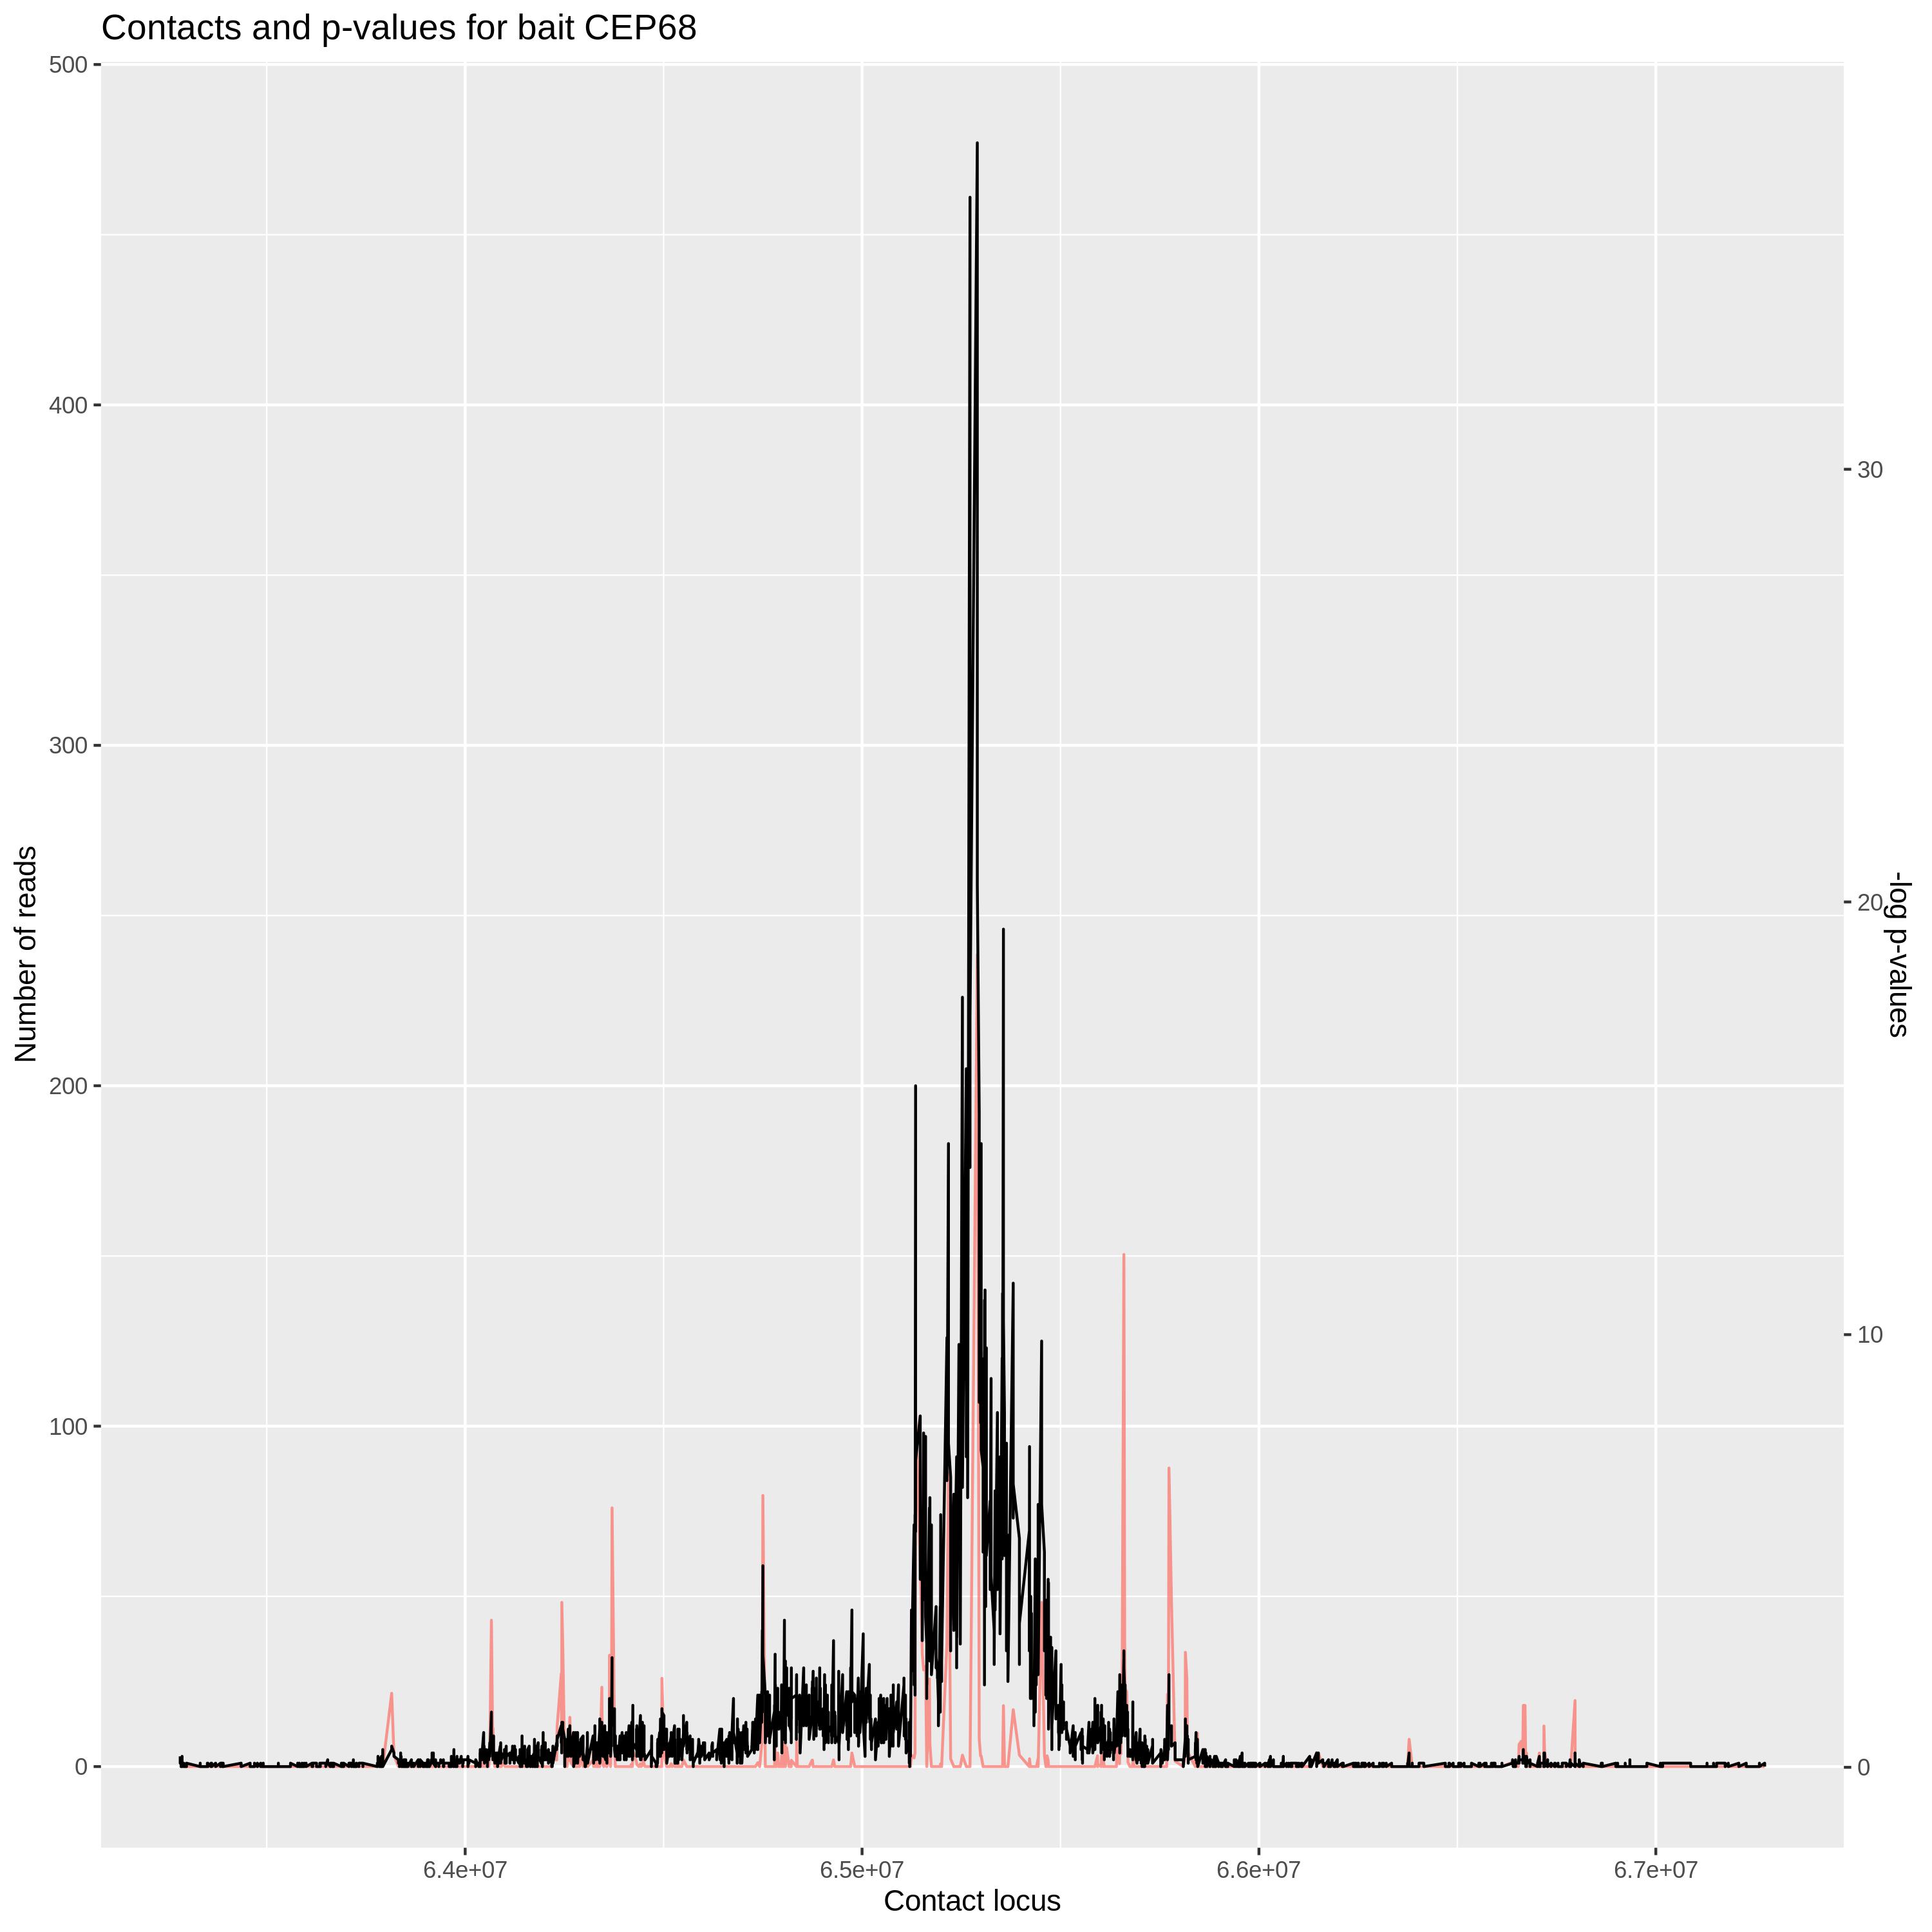 Contacts and p-values for bait CEP68
500
400
300
200
100
0
Number of reads
30
20
10
0
-log p-values
6.4e+07
6.5e+07
6.6e+07
6.7e+07
Contact locus